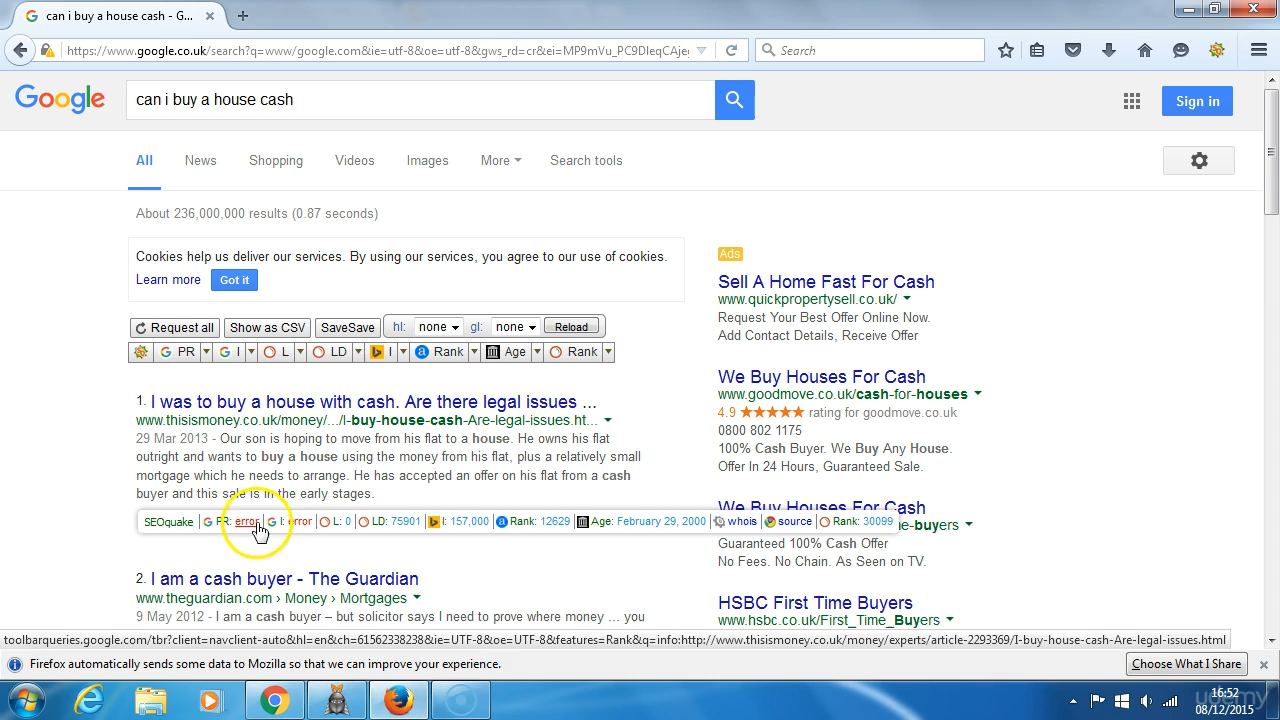 can i buy a house cash - G...
https://www.google.co.uk/search?q=www/google.com&ie=utf-8&oe=utf-8&gws_rd=cr&ei=MP9mVu_PC9DleqCAje
Search
Google
can i buy a house cash
Sign in
All News Shopping Videos Images More Search tools
About 236,000,000 results (0.87 seconds)
Cookies help us deliver our services. By using our services, you agree to our use of cookies.
Learn more Got it
Request all Show as CSV SaveSave hl: none gl: none Reload
PR I L LD I Rank Age Rank
1. I was to buy a house with cash. Are there legal issues ...
www.thisismoney.co.uk/money/.../I-buy-house-cash-Are-legal-issues.ht...
29 Mar 2013 - Our son is hoping to move from his flat to a house. He owns his flat
outright and wants to buy a house using the money from his flat, plus a relatively small
mortgage which he needs to arrange. He has accepted an offer on his flat from a cash
buyer and this sale is in the early stages.
SEOquake PR: error I: error L: 0 LD: 75901 I: 157,000 Rank: 12629 Age: February 29, 2000 whois source Rank: 30099
2. I am a cash buyer - The Guardian
www.theguardian.com › Money › Mortgages
9 May 2012 - I am a cash buyer – but solicitor says I need to prove where money ... you
Ads
Sell A Home Fast For Cash
www.quickpropertysell.co.uk/
Request Your Best Offer Online Now.
Add Contact Details, Receive Offer
We Buy Houses For Cash
www.goodmove.co.uk/cash-for-houses
4.9 ★★★★★ rating for goodmove.co.uk
0800 802 1175
100% Cash Buyer. We Buy Any House.
Offer In 24 Hours, Guaranteed Sale.
We Buy Houses For Cash
e-buyers
Guaranteed 100% Cash Offer
No Fees. No Chain. As Seen on TV.
HSBC First Time Buyers
www.hsbc.co.uk/First_Time_Buyers
toolbarqueries.google.com/tbr?client=navclient-auto&hl=en&ch=61562338238&ie=UTF-8&oe=UTF-8&features=Rank&q=info:http://www.thisismoney.co.uk/money/experts/article-2293369/I-buy-house-cash-Are-legal-issues.html
Firefox automatically sends some data to Mozilla so that we can improve your experience.
Choose What I Share
16:52
08/12/2015
udemy